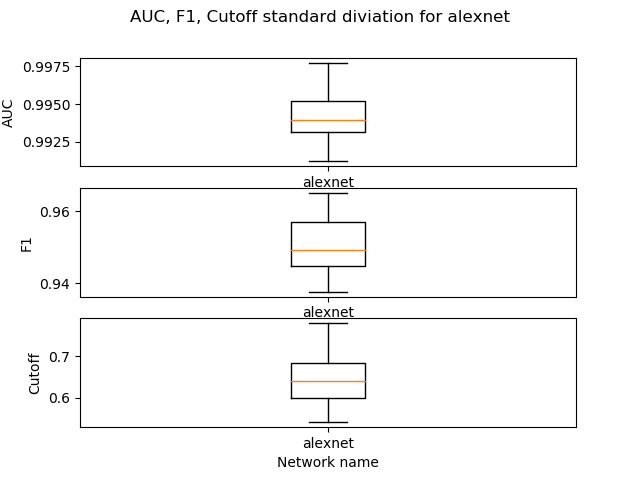 AUC, F1, Cutoff standard diviation for alexnet
0.9975
0.9950
0.9925
AUC
alexnet
0.96
0.94
F1
alexnet
0.7
0.6
Cutoff
alexnet
Network name